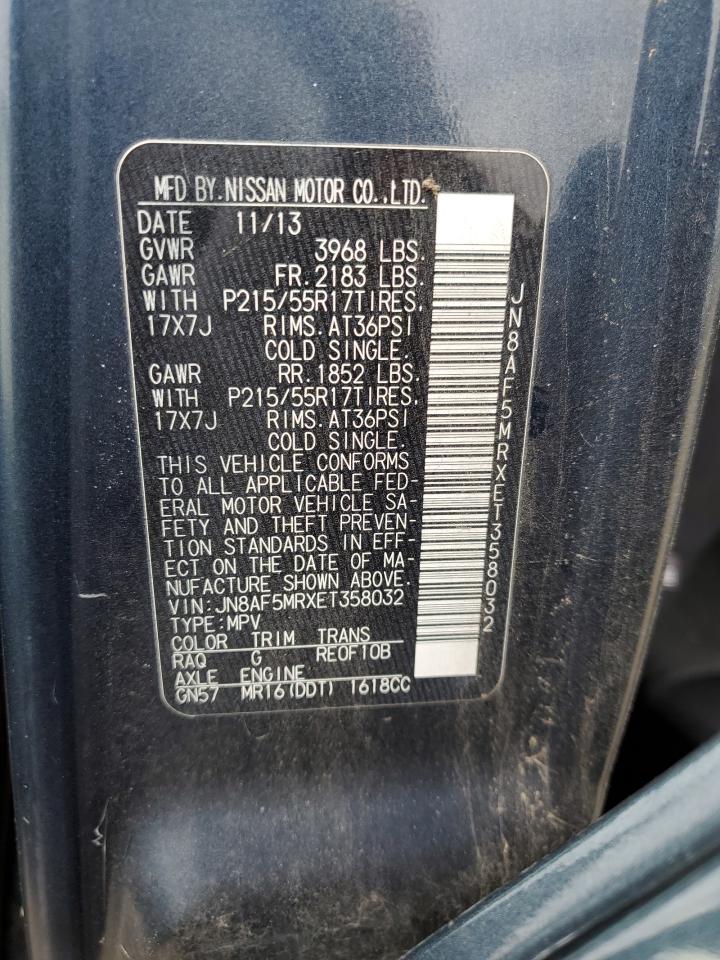 MFD BY.NISSAN MOTOR CO.,LTD.
DATE 11/13
GVWR 3968 LBS.
GAWR FR.2183 LBS.
WITH P215/55R17TIRES,
17X7J RIMS.AT36PSI
COLD SINGLE.
GAWR RR.1852 LBS.
WITH P215/55R17TIRES,
17X7J RIMS.AT36PSI
COLD SINGLE.
THIS VEHICLE CONFORMS
TO ALL APPLICABLE FED-
ERAL MOTOR VEHICLE SA-
FETY AND THEFT PREVEN-
TION STANDARDS IN EFF-
ECT ON THE DATE OF MA-
NUFACTURE SHOWN ABOVE.
VIN:JN8AF5MRXET358032
TYPE:MPV
COLOR TRIM TRANS
RAQ G RE0F10B
AXLE ENGINE
GN57 MR16(DDT) 1618CC
JN8AF5MRXET358032